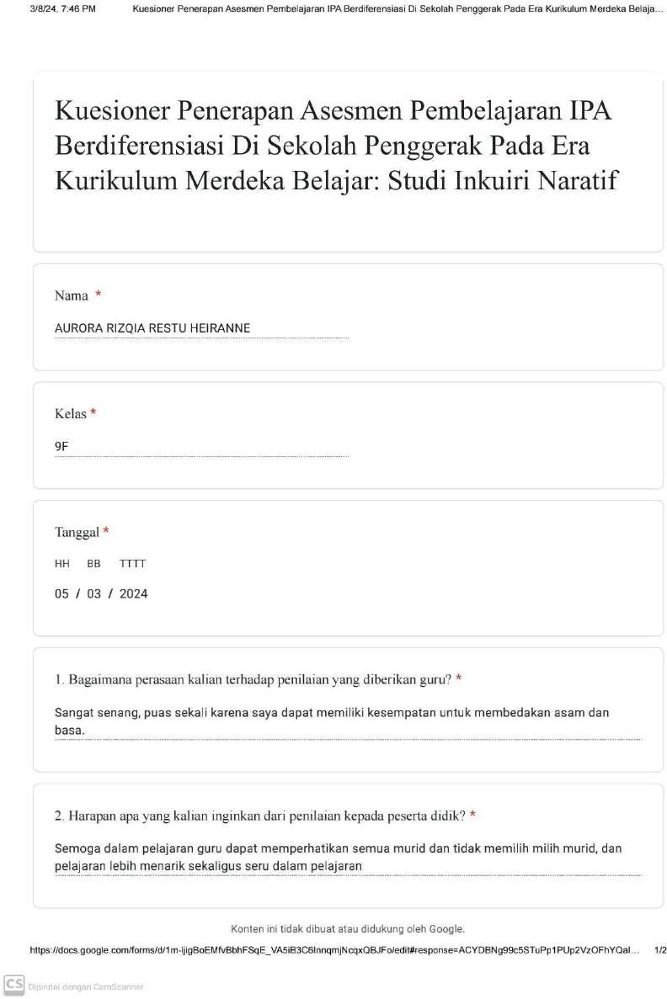 3/8/24, 7:46 PM Kuesioner Penerapan Asesmen Pembelajaran IPA Berdiferensiasi Di Sekolah Penggerak Pada Era Kurikulum Merdeka Belaja…
Kuesioner Penerapan Asesmen Pembelajaran IPA
Berdiferensiasi Di Sekolah Penggerak Pada Era
Kurikulum Merdeka Belajar: Studi Inkuiri Naratif
Nama *
AURORA RIZQIA RESTU HEIRANNE
Kelas *
9F
Tanggal *
HH BB TTTT
05 / 03 / 2024
1. Bagaimana perasaan kalian terhadap penilaian yang diberikan guru? *
Sangat senang, puas sekali karena saya dapat memiliki kesempatan untuk membedakan asam dan
basa.
2. Harapan apa yang kalian inginkan dari penilaian kepada peserta didik? *
Semoga dalam pelajaran guru dapat memperhatikan semua murid dan tidak memilih milih murid, dan
pelajaran lebih menarik sekaligus seru dalam pelajaran
Konten ini tidak dibuat atau didukung oleh Google.
https://docs.google.com/forms/d/1m-ljigBoEMfvBbhFSqE_VA5iB3C6InnqmjNcqxQBJFo/edit#response=ACYDBNg99c5STuPp1PUp2VzOFhYQaI… 1/2
CS Dipindai dengan CamScanner